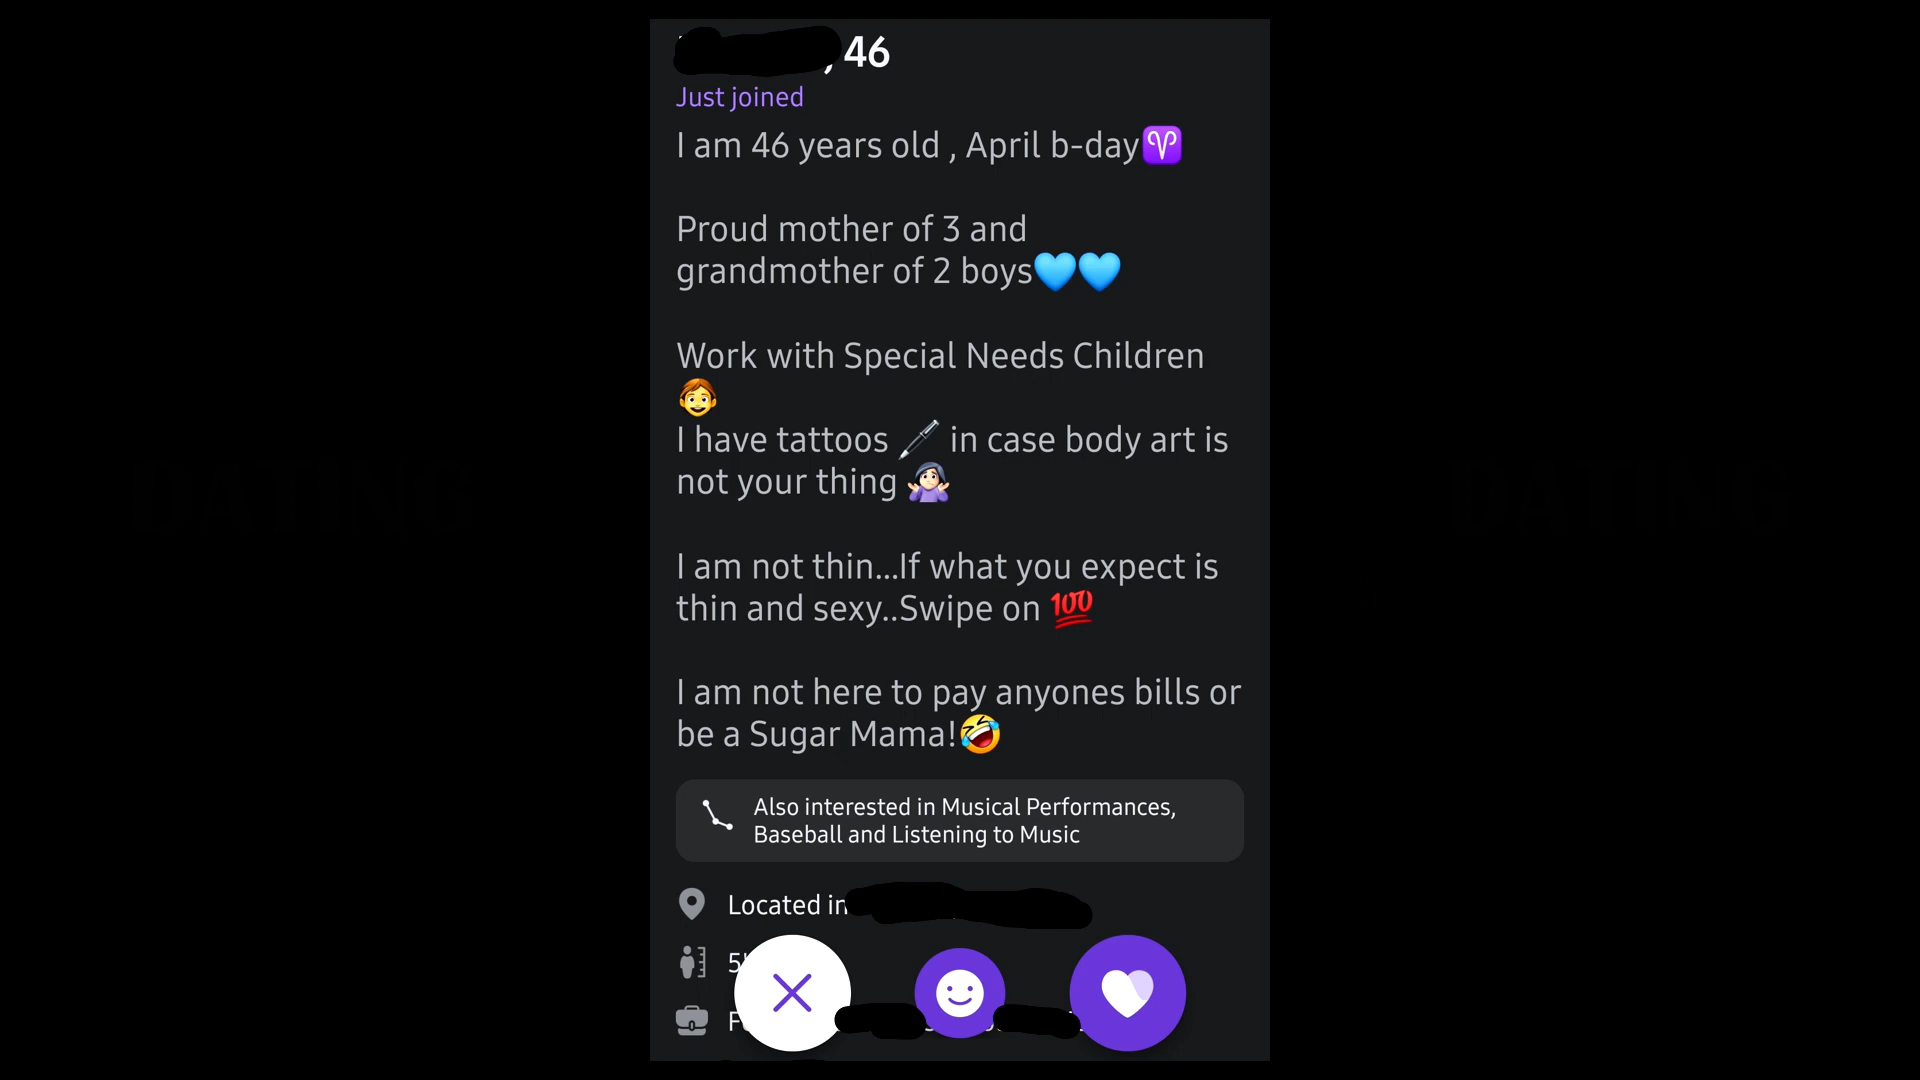 , 46
Just joined
I am 46 years old , April b-day♈
Proud mother of 3 and
grandmother of 2 boys🩵🩵
Work with Special Needs Children
🧒
I have tattoos 🖋️ in case body art is
not your thing 🤷🏻‍♀️
I am not thin...If what you expect is
thin and sexy..Swipe on 💯
I am not here to pay anyones bills or
be a Sugar Mama!🤣
Also interested in Musical Performances,
Baseball and Listening to Music
Located in
DATING
DATING